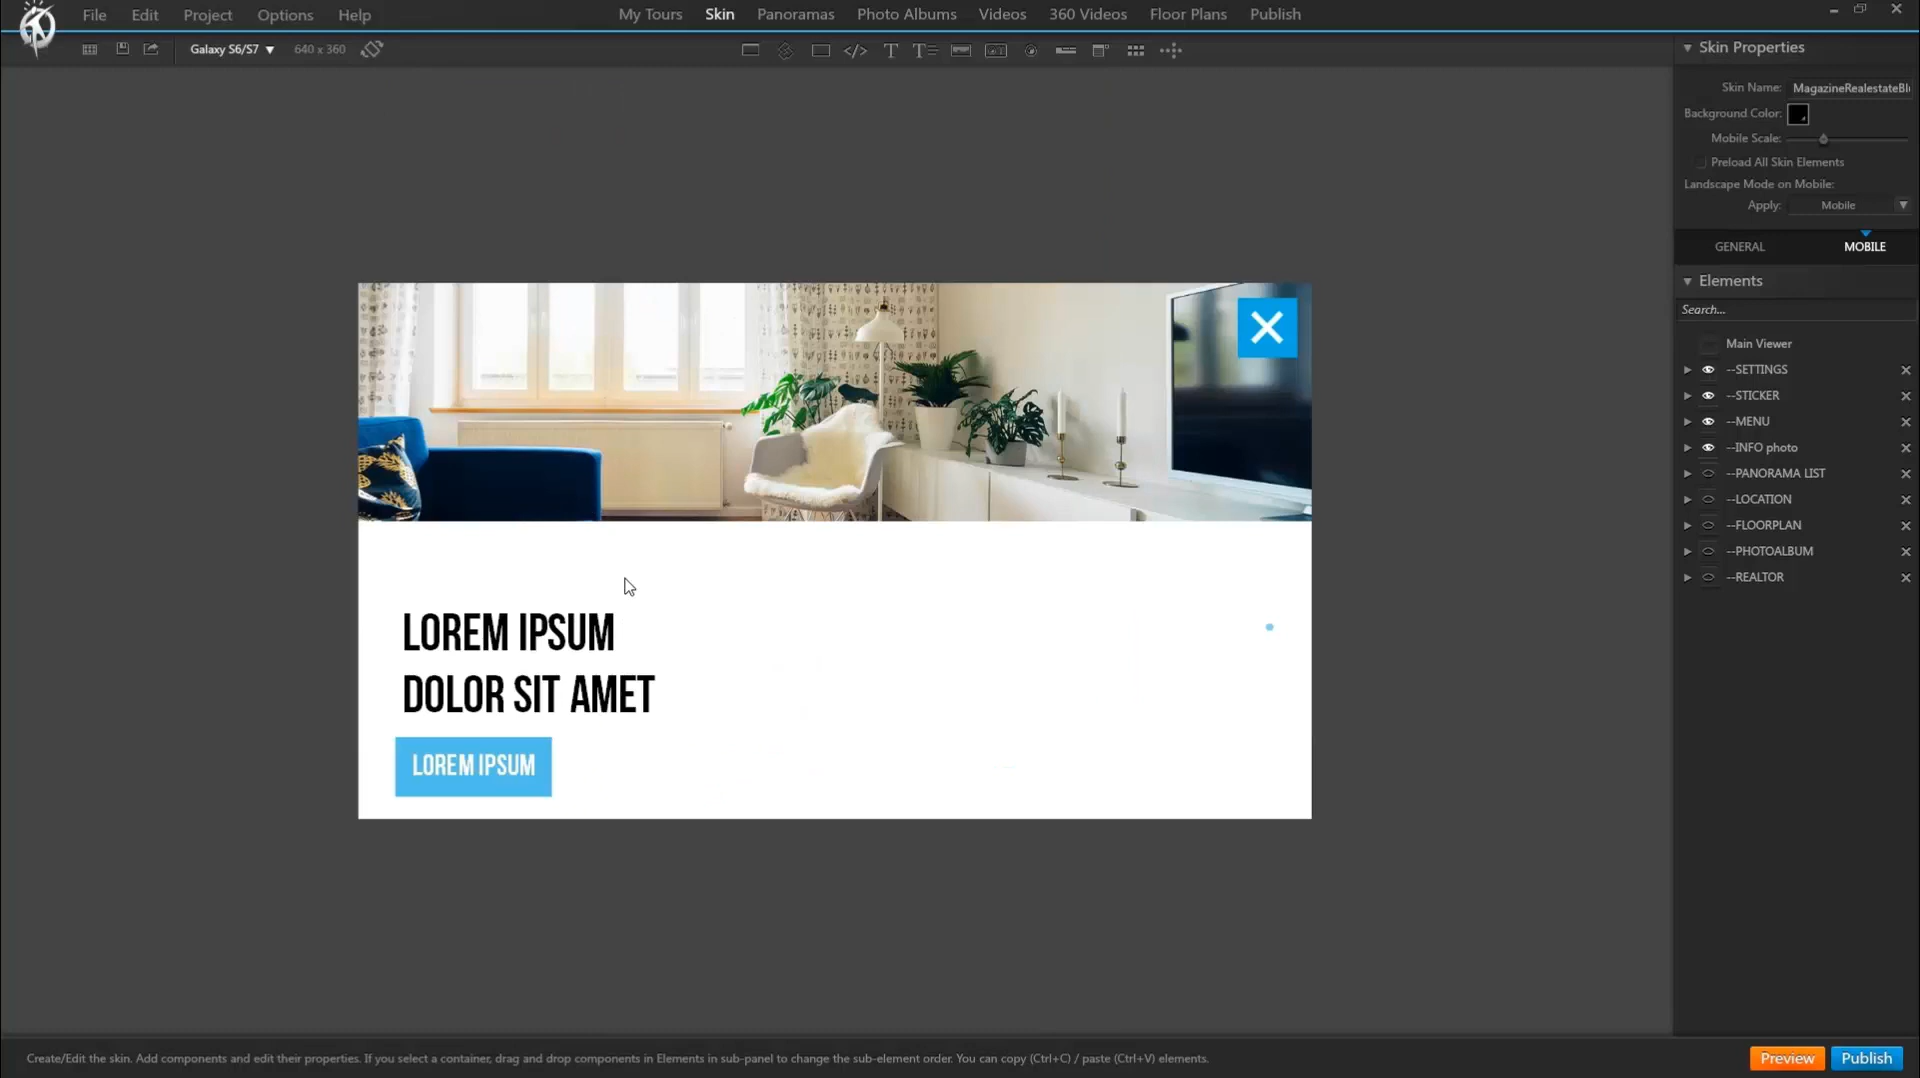 File Edit Project Options Help
My Tours Skin Panoramas Photo Albums Videos 360 Videos Floor Plans Publish
Galaxy S6/S7 ▼ 640 x 360
</> T T
Skin Properties
Skin Name: MagazineRealestateBl
Background Color:
Mobile Scale:
Preload All Skin Elements
Landscape Mode on Mobile:
Apply: Mobile
GENERAL MOBILE
Elements
Search...
Main Viewer
--SETTINGS
--STICKER
--MENU
--INFO photo
--PANORAMA LIST
--LOCATION
--FLOORPLAN
--PHOTOALBUM
--REALTOR
LOREM IPSUM
DOLOR SIT AMET
LOREM IPSUM
Create/Edit the skin. Add components and edit their properties. If you select a container, drag and drop components in Elements in sub-panel to change the sub-element order. You can copy (Ctrl+C) / paste (Ctrl+V) elements.
Preview Publish